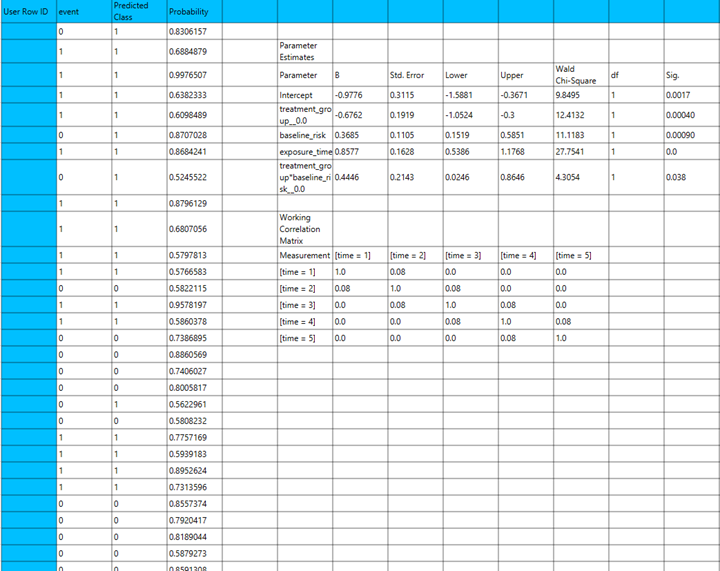 User Row ID event Predicted Class Probability
0 1 0.8306157
1 1 0.6884879 Parameter Estimates
1 1 0.9976507 Parameter B Std. Error Lower Upper Wald Chi-Square df Sig.
1 1 0.6382333 Intercept -0.9776 0.3115 -1.5881 -0.3671 9.8495 1 0.0017
1 1 0.6098489 treatment_group__0.0 -0.6762 0.1919 -1.0524 -0.3 12.4132 1 0.00040
0 1 0.8707028 baseline_risk 0.3685 0.1105 0.1519 0.5851 11.1183 1 0.00090
1 1 0.8684241 exposure_time 0.8577 0.1628 0.5386 1.1768 27.7541 1 0.0
0 1 0.5245522 treatment_group*baseline_risk__0.0 0.4446 0.2143 0.0246 0.8646 4.3054 1 0.038
1 1 0.8796129
1 1 0.6807056 Working Correlation Matrix
1 1 0.5797813 Measurement [time = 1] [time = 2] [time = 3] [time = 4] [time = 5]
1 1 0.5766583 [time = 1] 1.0 0.08 0.0 0.0 0.0
0 0 0.5822115 [time = 2] 0.08 1.0 0.08 0.0 0.0
1 1 0.9578197 [time = 3] 0.0 0.08 1.0 0.08 0.0
1 1 0.5860378 [time = 4] 0.0 0.0 0.08 1.0 0.08
0 0 0.7386895 [time = 5] 0.0 0.0 0.0 0.08 1.0
0 0 0.8860569
0 0 0.7406027
0 0 0.8005817
0 1 0.5622961
0 0 0.5808232
1 1 0.7757169
1 1 0.5939183
1 1 0.8952624
1 1 0.7313596
0 0 0.8557374
0 0 0.7920417
0 0 0.8189044
0 0 0.5879273
0 0 0.8591308